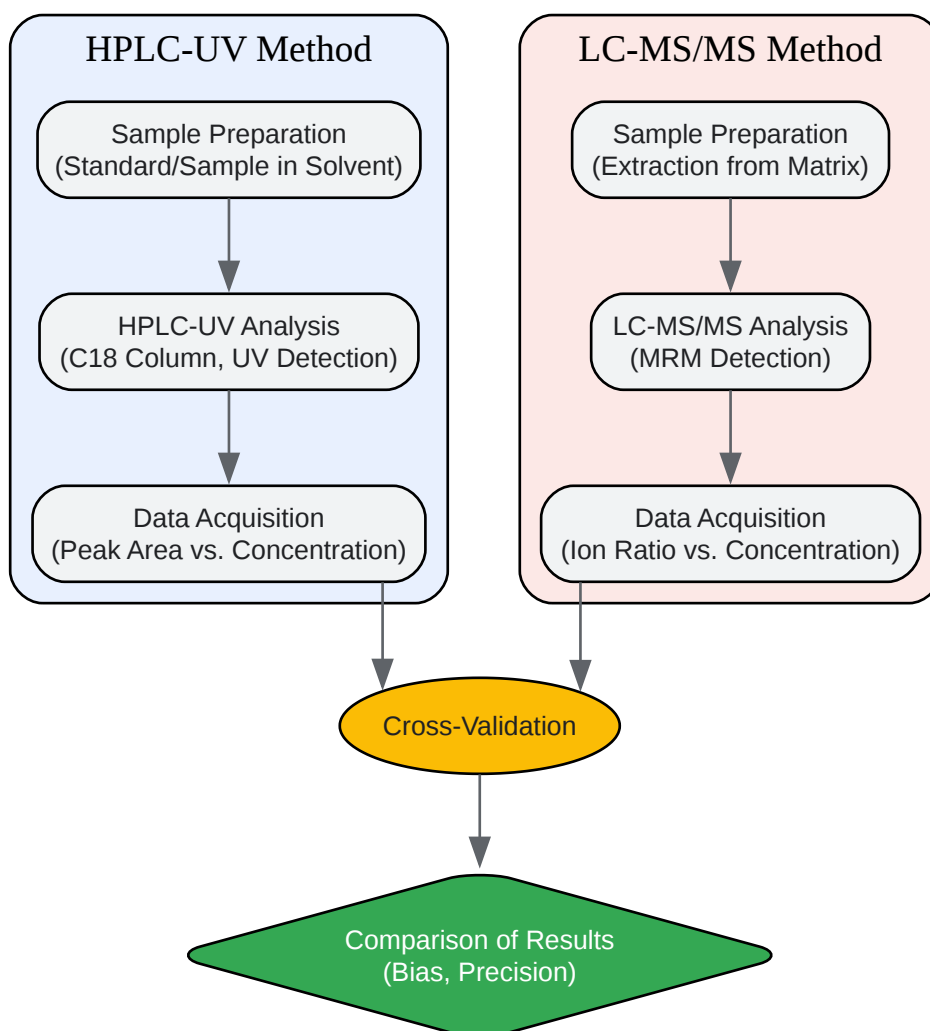 HPLC-UV Method
Sample Preparation
(Standard/Sample in Solvent)
HPLC-UV Analysis
(C18 Column, UV Detection)
Data Acquisition
(Peak Area vs. Concentration)
LC-MS/MS Method
Sample Preparation
(Extraction from Matrix)
LC-MS/MS Analysis
(MRM Detection)
Data Acquisition
(Ion Ratio vs. Concentration)
Cross-Validation
Comparison of Results
(Bias, Precision)